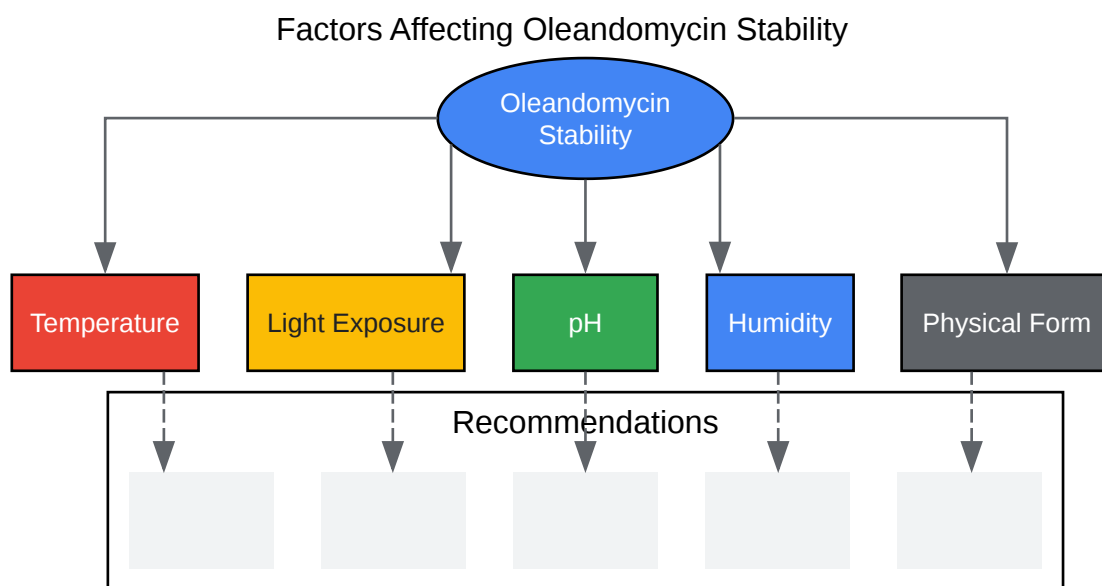 Factors Affecting Oleandomycin Stability
Oleandomycin
Stability
Temperature
Light Exposure
pH
Humidity
Physical Form
Recommendations